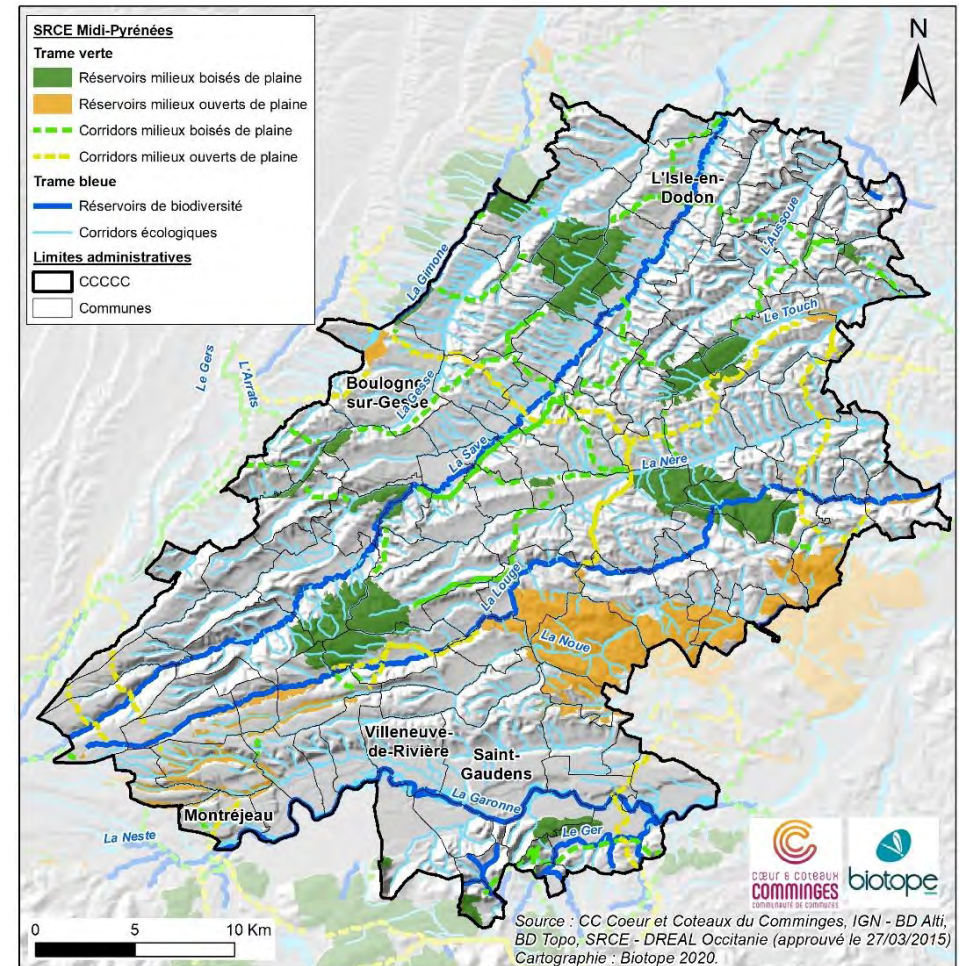 SRCE Midi-Pyrénées
Trame verte
Réservoirs milieux boisés de plaine
Réservoirs milieux ouverts de plaine
Corridors milieux boisés de plaine
Corridors milieux ouverts de plaine
Trame bleue
Réservoirs de biodiversité
Corridors écologiques
Limites administratives
CCCCC
Communes
N
L'Isle-en-
Dodon
L'Aussoue
La Gimone
Le Touch
Le Gers
L'Arrats
Boulogne-
sur-Gesse
La Gesse
La Save
La Nère
La Louge
La Noue
Villeneuve-
de-Rivière
Saint-
Gaudens
La Garonne
Montréjeau
La Neste
Le Ger
cœur & coteaux
COMMINGES
COMMUNAUTÉ DE COMMUNES
biotope
0 5 10 Km
Source : CC Coeur et Coteaux du Comminges, IGN - BD Alti,
BD Topo, SRCE - DREAL Occitanie (approuvé le 27/03/2015)
Cartographie : Biotope 2020.